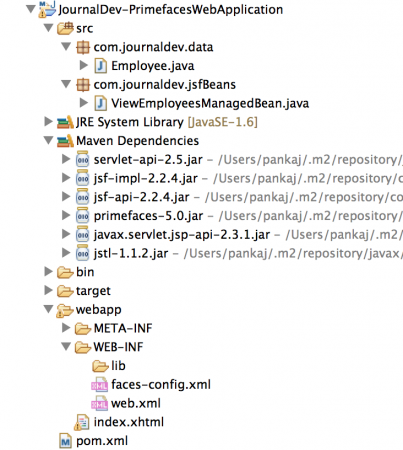 JournalDev-PrimefacesWebApplication
src
com.journaldev.data
Employee.java
com.journaldev.jsfBeans
ViewEmployeesManagedBean.java
JRE System Library [JavaSE-1.6]
Maven Dependencies
servlet-api-2.5.jar - /Users/pankaj/.m2/repository/
jsf-impl-2.2.4.jar - /Users/pankaj/.m2/repository/c
jsf-api-2.2.4.jar - /Users/pankaj/.m2/repository/co
primefaces-5.0.jar - /Users/pankaj/.m2/repository/
javax.servlet.jsp-api-2.3.1.jar - /Users/pankaj/.m2/
jstl-1.1.2.jar - /Users/pankaj/.m2/repository/javax/
bin
target
webapp
META-INF
WEB-INF
lib
faces-config.xml
web.xml
index.xhtml
pom.xml